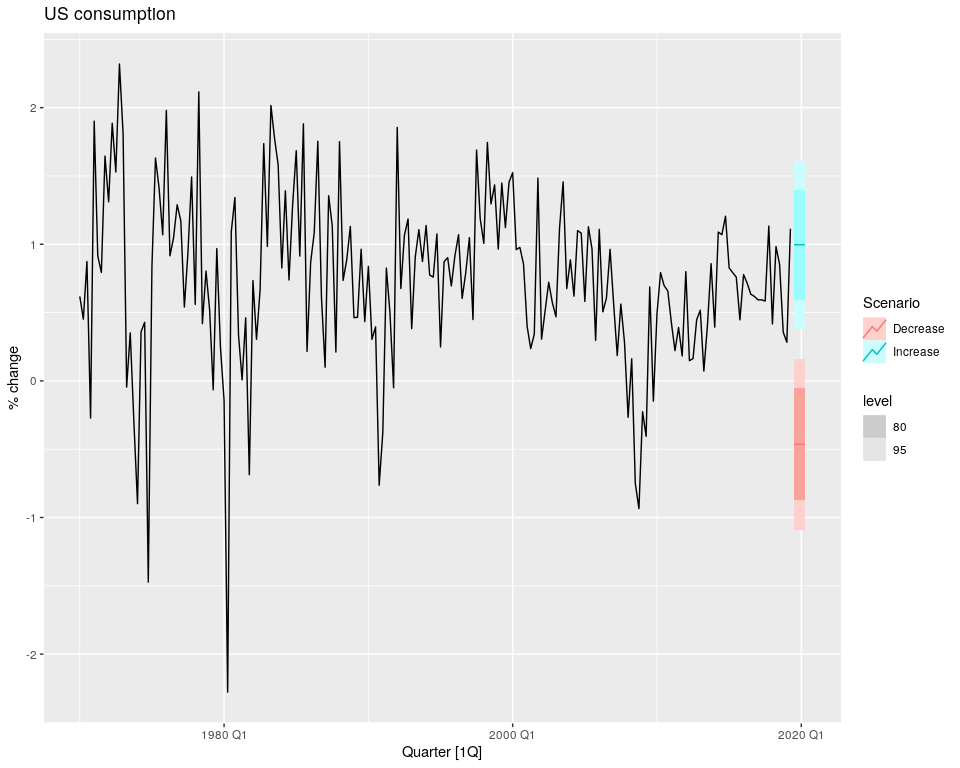 US consumption
% change
2
1
0
-1
-2
1980 Q1
2000 Q1
2020 Q1
Quarter [1Q]
Scenario
Decrease
Increase
level
80
95